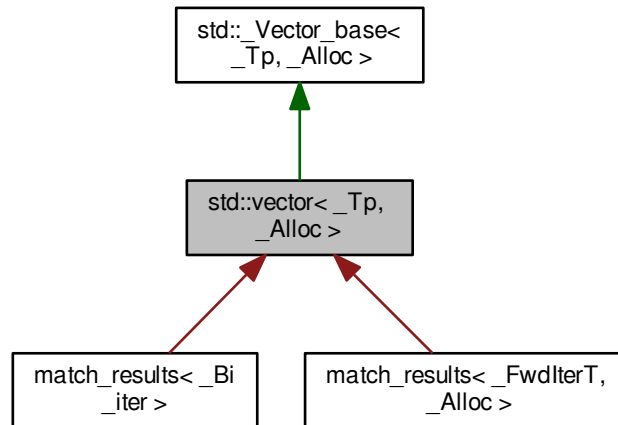 std::_Vector_base<
_Tp, _Alloc >
std::vector< _Tp,
_Alloc >
match_results< _Bi
_iter >
match_results< _FwdIterT,
_Alloc >